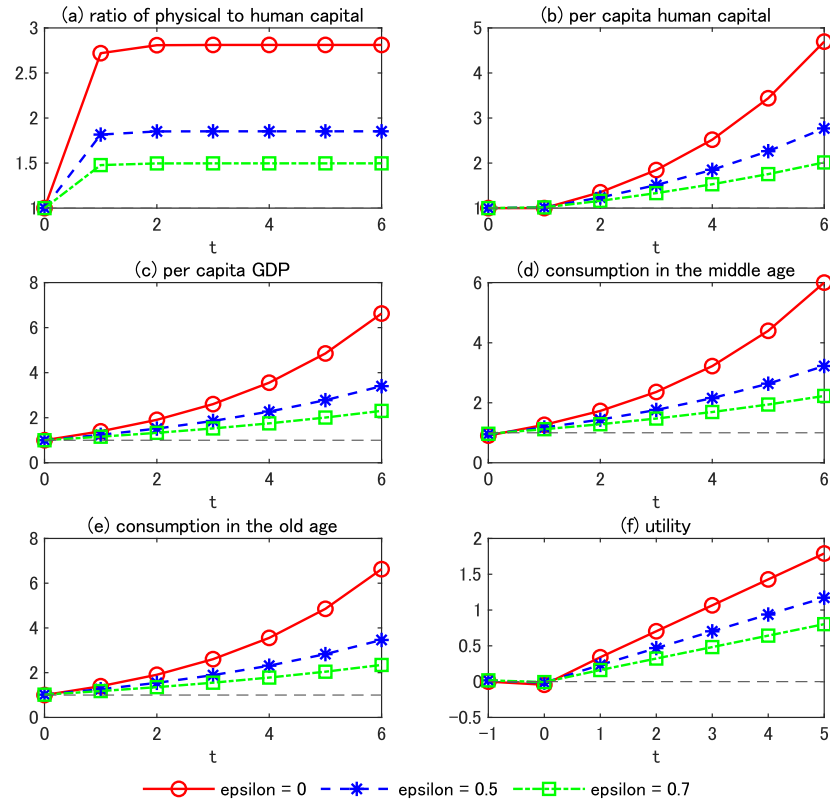 (a) ratio of physical to human capital
3
2.5
2
1.5
1
0 2 4 6
t
(b) per capita human capital
5
4
3
2
1
0 2 4 6
t
(c) per capita GDP
8
6
4
2
0
0 2 4 6
t
(d) consumption in the middle age
6
4
2
0
0 2 4 6
t
(e) consumption in the old age
8
6
4
2
0
0 2 4 6
t
(f) utility
2
1.5
1
0.5
0
-0.5
-1 0 1 2 3 4 5
t
epsilon = 0 epsilon = 0.5 epsilon = 0.7